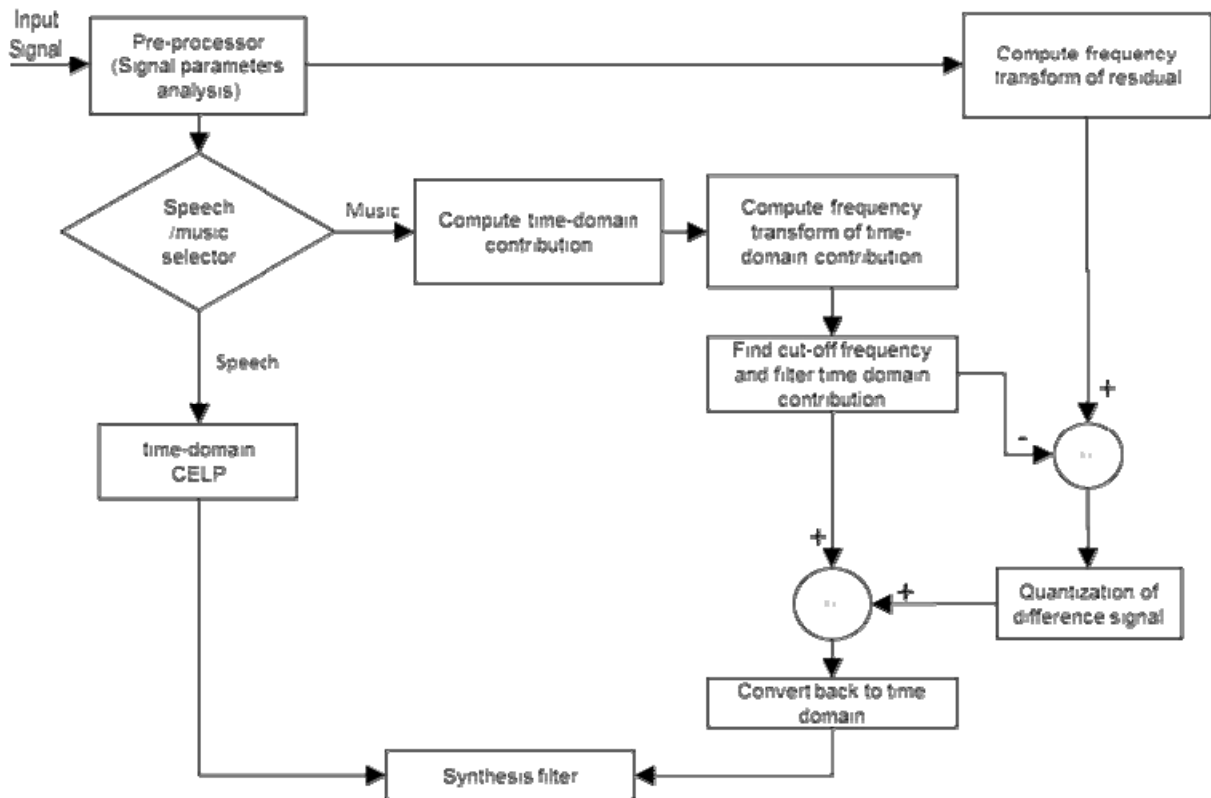 Input
Signal
Pre-processor
(Signal parameters
analysis)
Compute frequency
transform of residual
Speech
/music
selector
Music
Compute time-domain
contribution
Compute frequency
transform of time-
domain contribution
Speech
Find cut-off frequency
and filter time domain
contribution
+
-
time-domain
CELP
+
+
Quantization of
difference signal
Convert back to time
domain
Synthesis filter